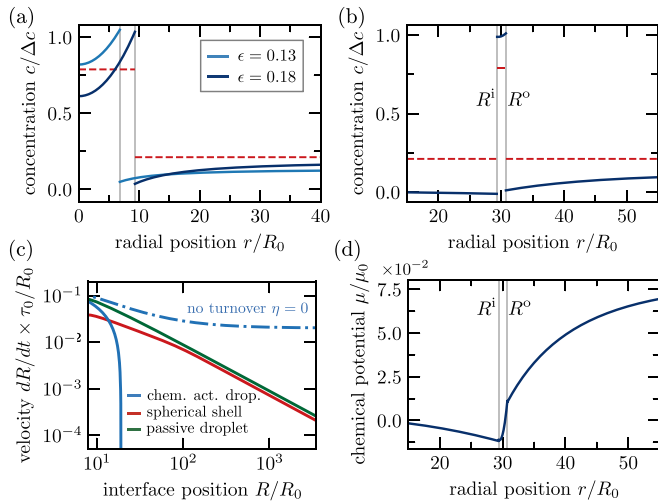 (a)
concentration c/Δc
1.0
0.5
0.0
ϵ = 0.13
ϵ = 0.18
0 10 20 30 40
radial position r/R₀
(b)
concentration c/Δc
1.0
0.5
0.0
Rⁱ Rᵒ
20 30 40 50
radial position r/R₀
(c)
velocity dR/dt × τ₀/R₀
10⁻¹
10⁻²
10⁻³
10⁻⁴
no turnover η = 0
chem. act. drop.
spherical shell
passive droplet
10¹ 10² 10³
interface position R/R₀
(d)
×10⁻²
chemical potential μ/μ₀
7.5
5.0
2.5
0.0
Rⁱ Rᵒ
20 30 40 50
radial position r/R₀